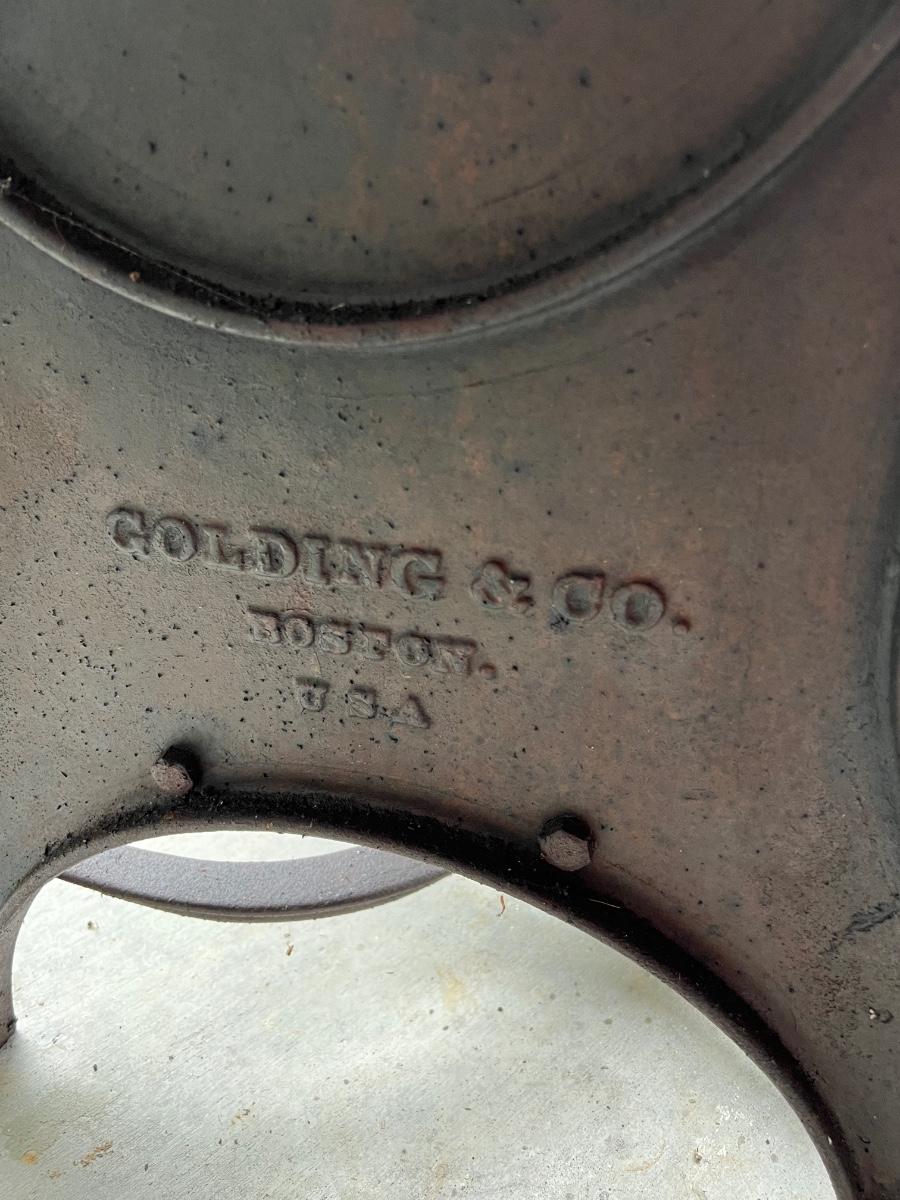 GOLDING & CO.
BOSTON.
U S A